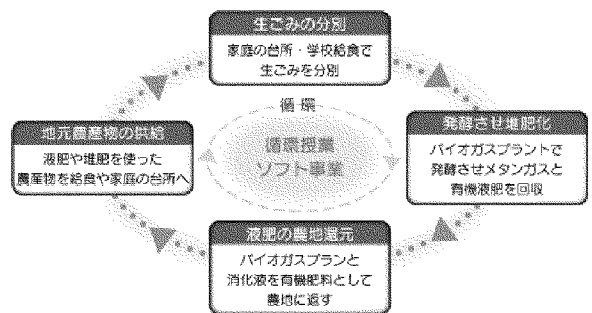 生ごみの分別
家庭の台所・学校給食で
生ごみを分別
循環
循環授業
ソフト事業
地元農産物の供給
液肥や堆肥を使った
農産物を給食や家庭の台所へ
発酵させ堆肥化
バイオガスプラントで
発酵させメタンガスと
有機液肥を回収
液肥の農地還元
バイオガスプランと
消化液を有機肥料として
農地に返す